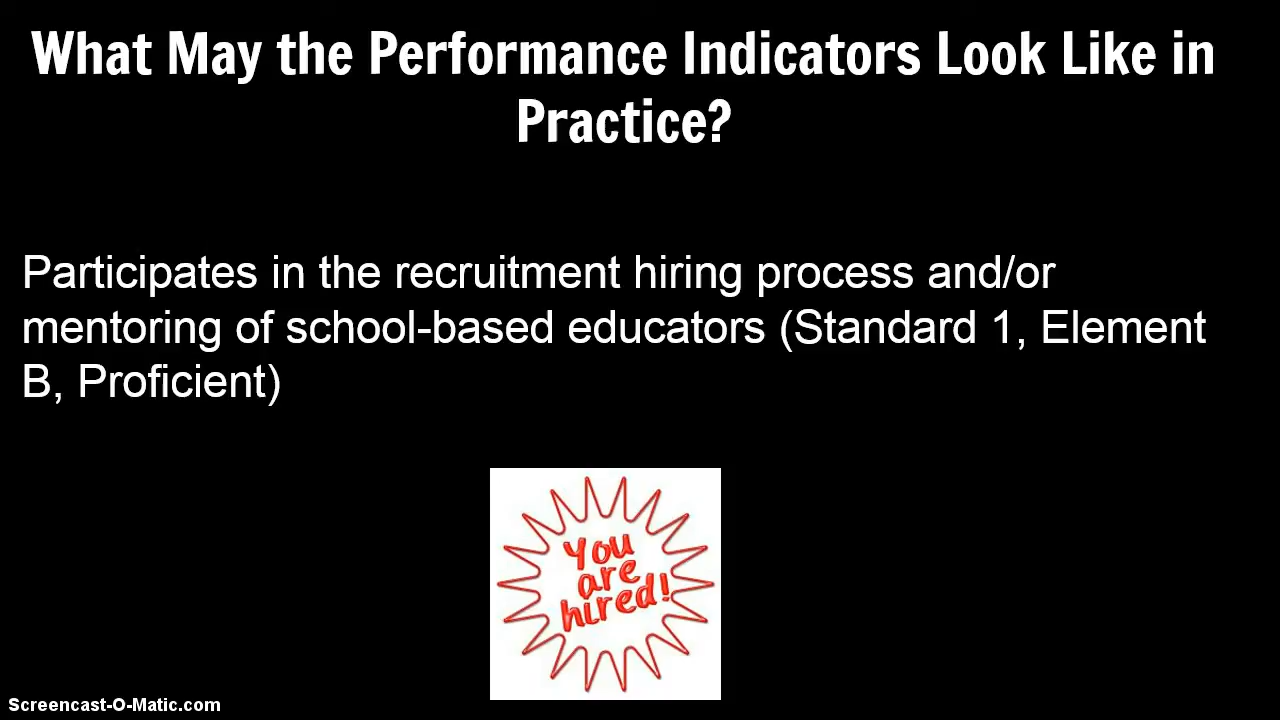 What May the Performance Indicators Look Like in
Practice?
Participates in the recruitment hiring process and/or
mentoring of school-based educators (Standard 1, Element
B, Proficient)
You
are
hired!
Screencast-O-Matic.com